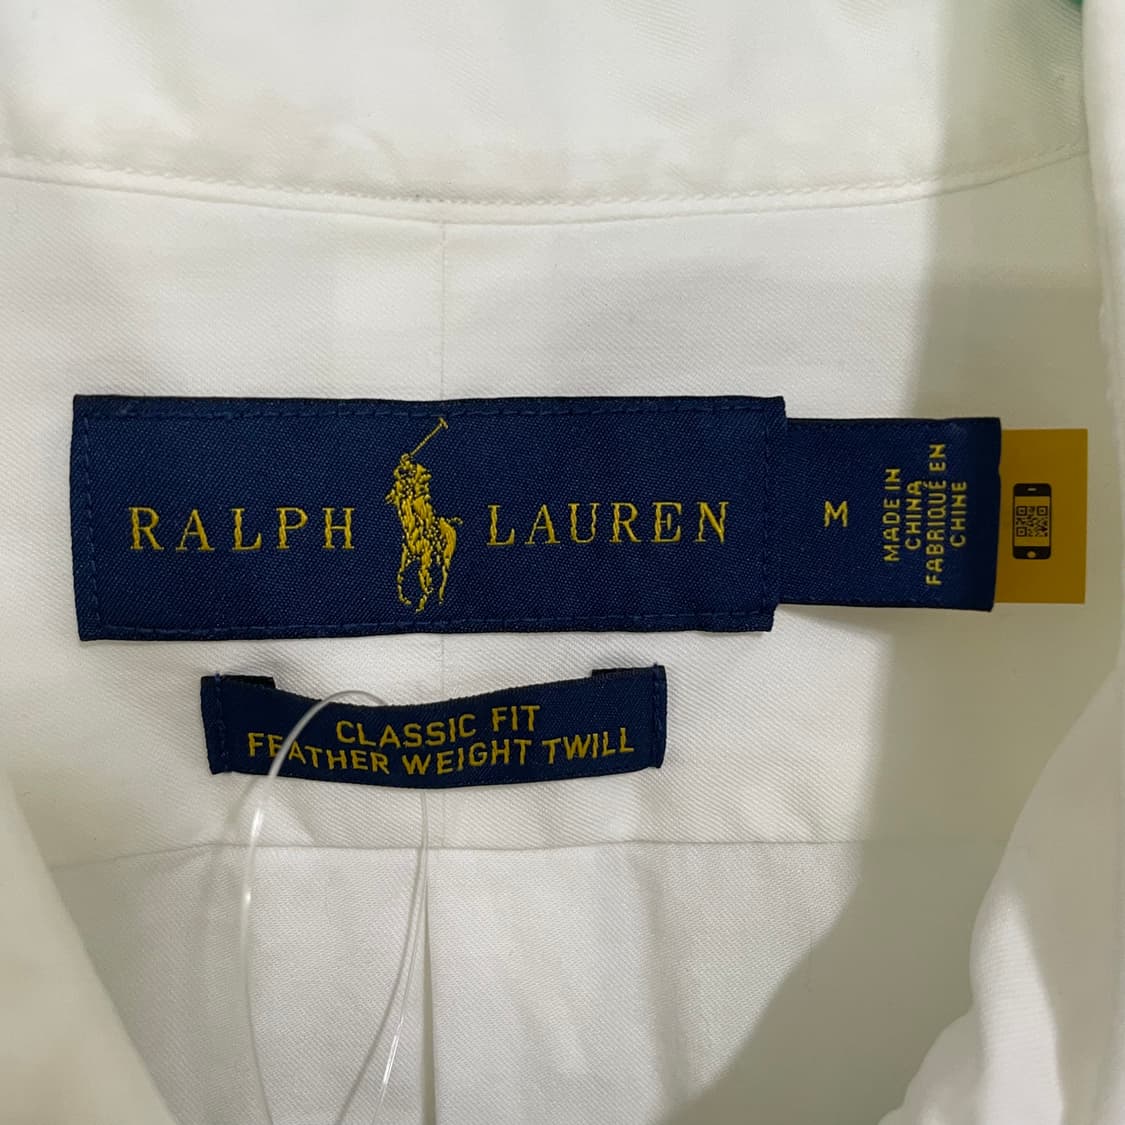 RALPH LAUREN
M
MADE IN
CHINA
FABRIQUÉ EN
CHINE
CLASSIC FIT
FEATHER WEIGHT TWILL